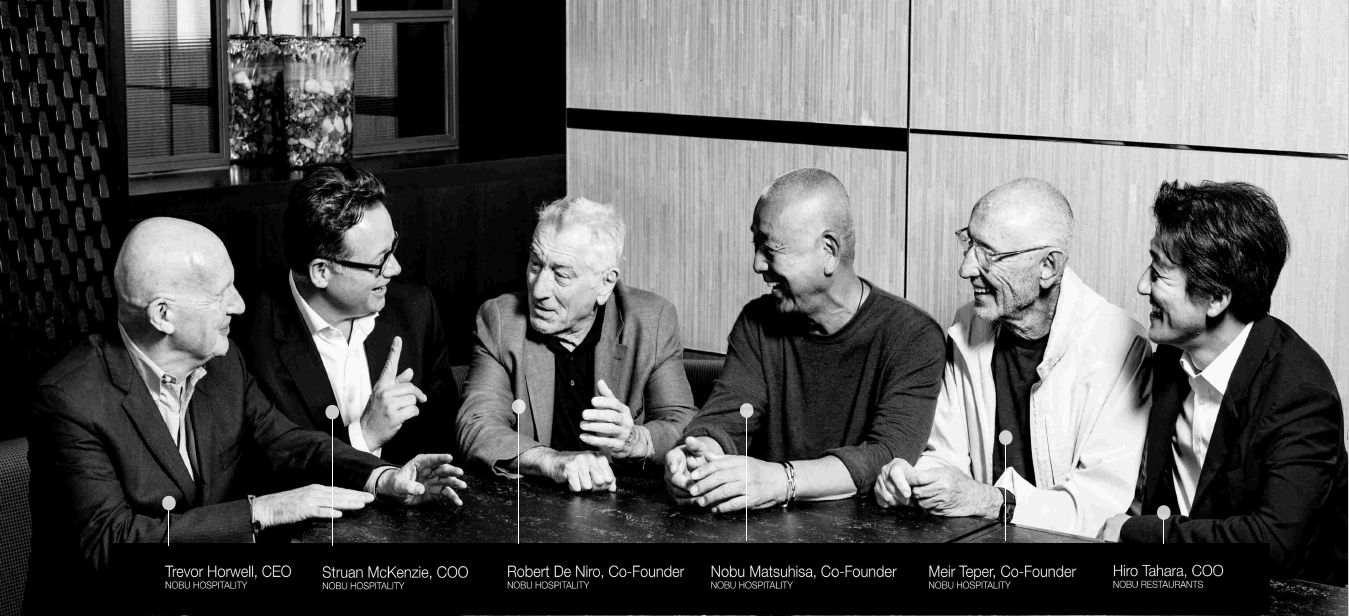 Trevor Horwell, CEO
NOBU HOSPITALITY
Struan McKenzie, COO
NOBU HOSPITALITY
Robert De Niro, Co-Founder
NOBU HOSPITALITY
Nobu Matsuhisa, Co-Founder
NOBU HOSPITALITY
Meir Teper, Co-Founder
NOBU HOSPITALITY
Hiro Tahara, COO
NOBU RESTAURANTS